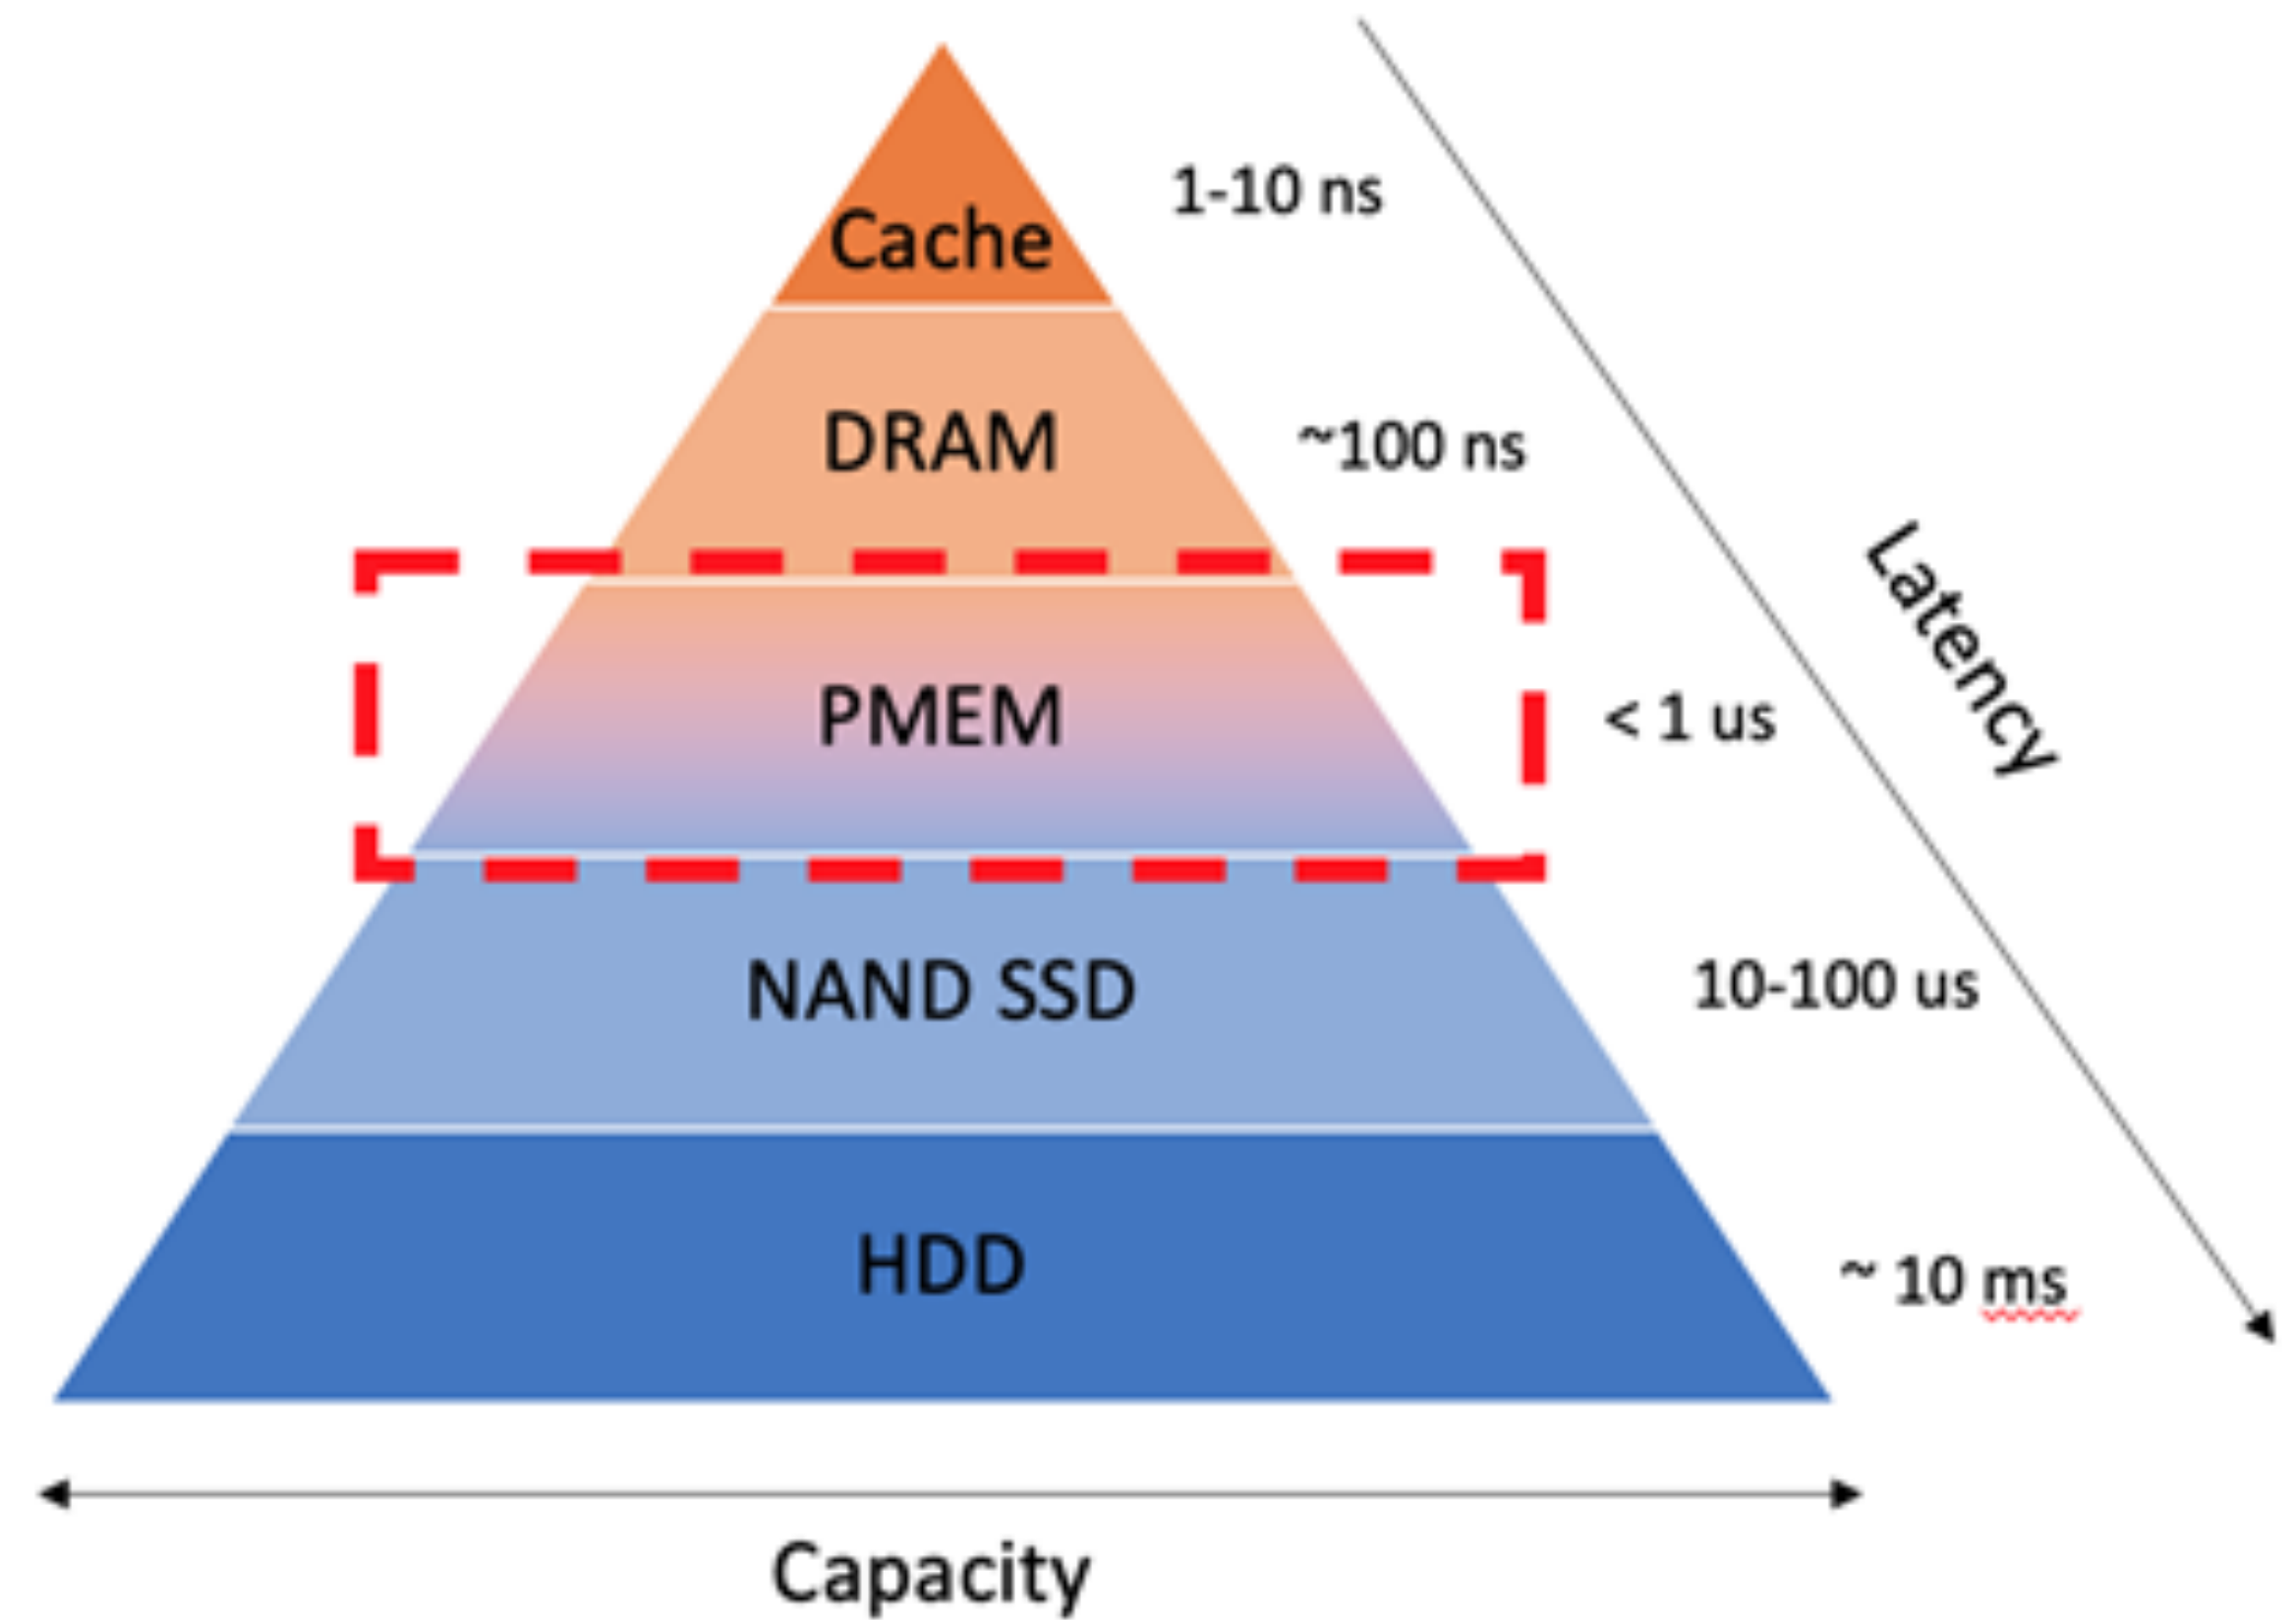 Cache
1-10 ns
DRAM
~100 ns
PMEM
< 1 us
Latency
NAND SSD
10-100 us
HDD
~ 10 ms
Capacity